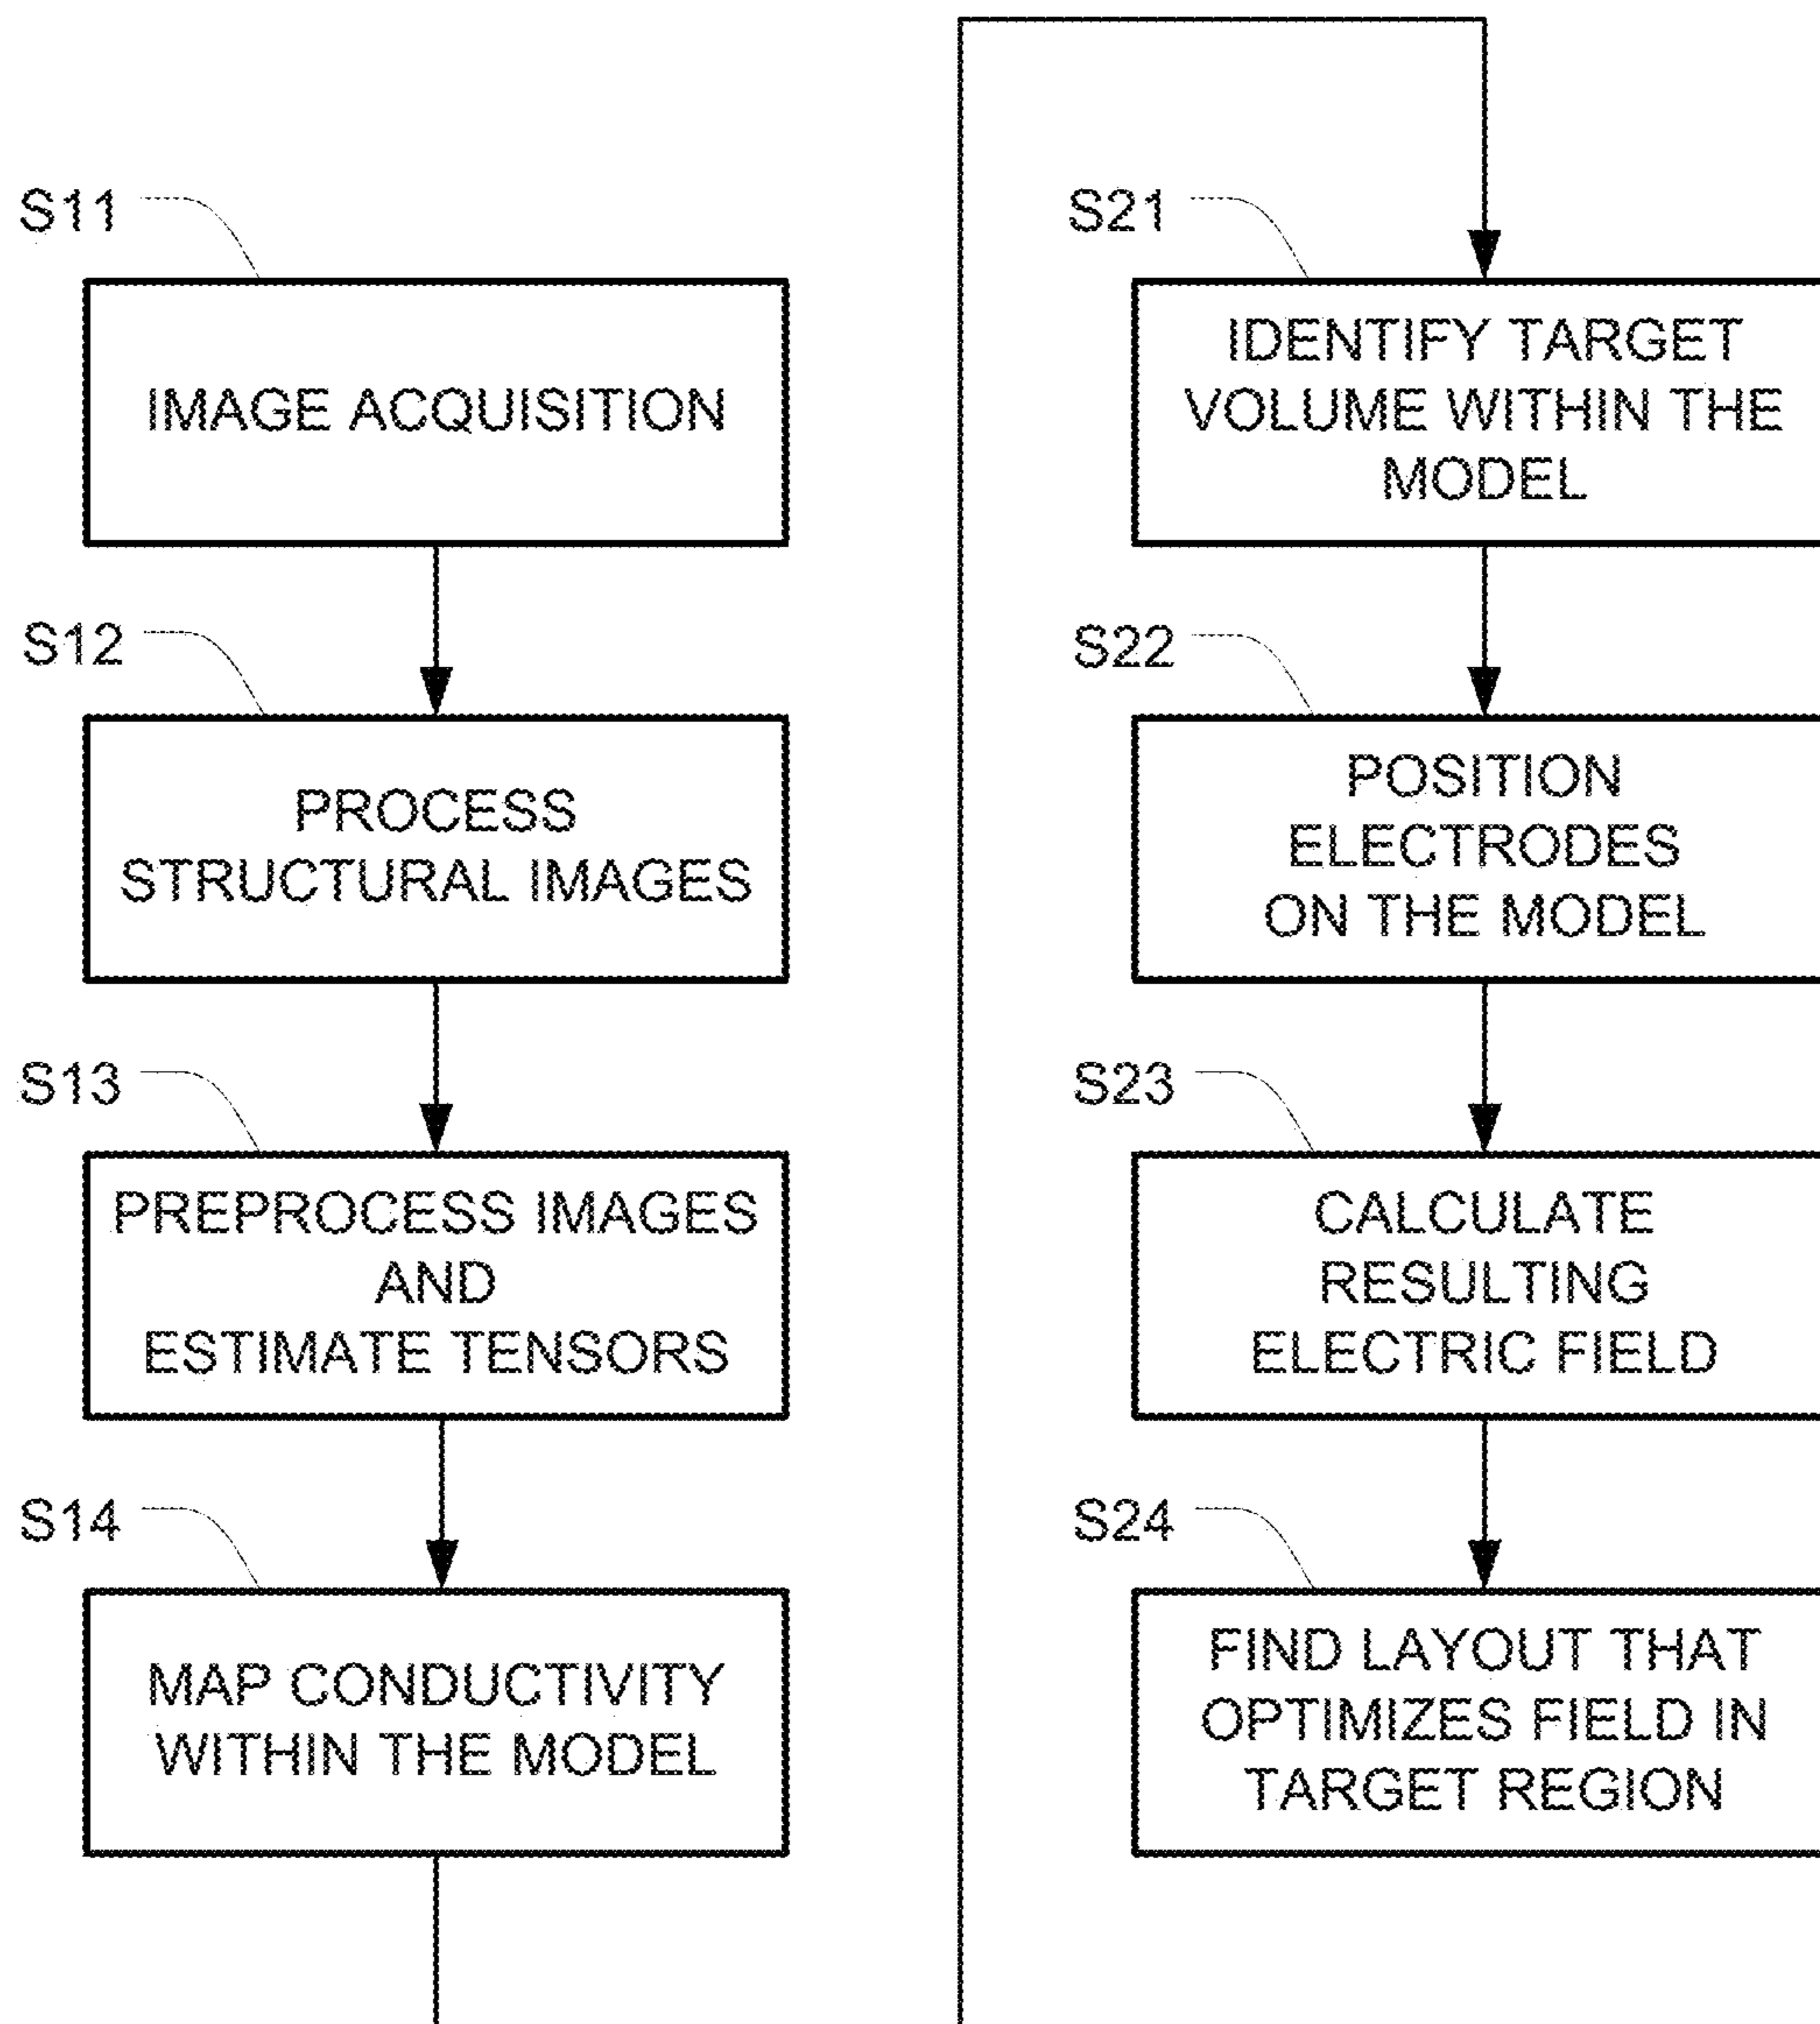 S11
IMAGE ACQUISITION
S12
PROCESS
STRUCTURAL IMAGES
S13
PREPROCESS IMAGES
AND
ESTIMATE TENSORS
S14
MAP CONDUCTIVITY
WITHIN THE MODEL
S21
IDENTIFY TARGET
VOLUME WITHIN THE
MODEL
S22
POSITION
ELECTRODES
ON THE MODEL
S23
CALCULATE
RESULTING
ELECTRIC FIELD
S24
FIND LAYOUT THAT
OPTIMIZES FIELD IN
TARGET REGION